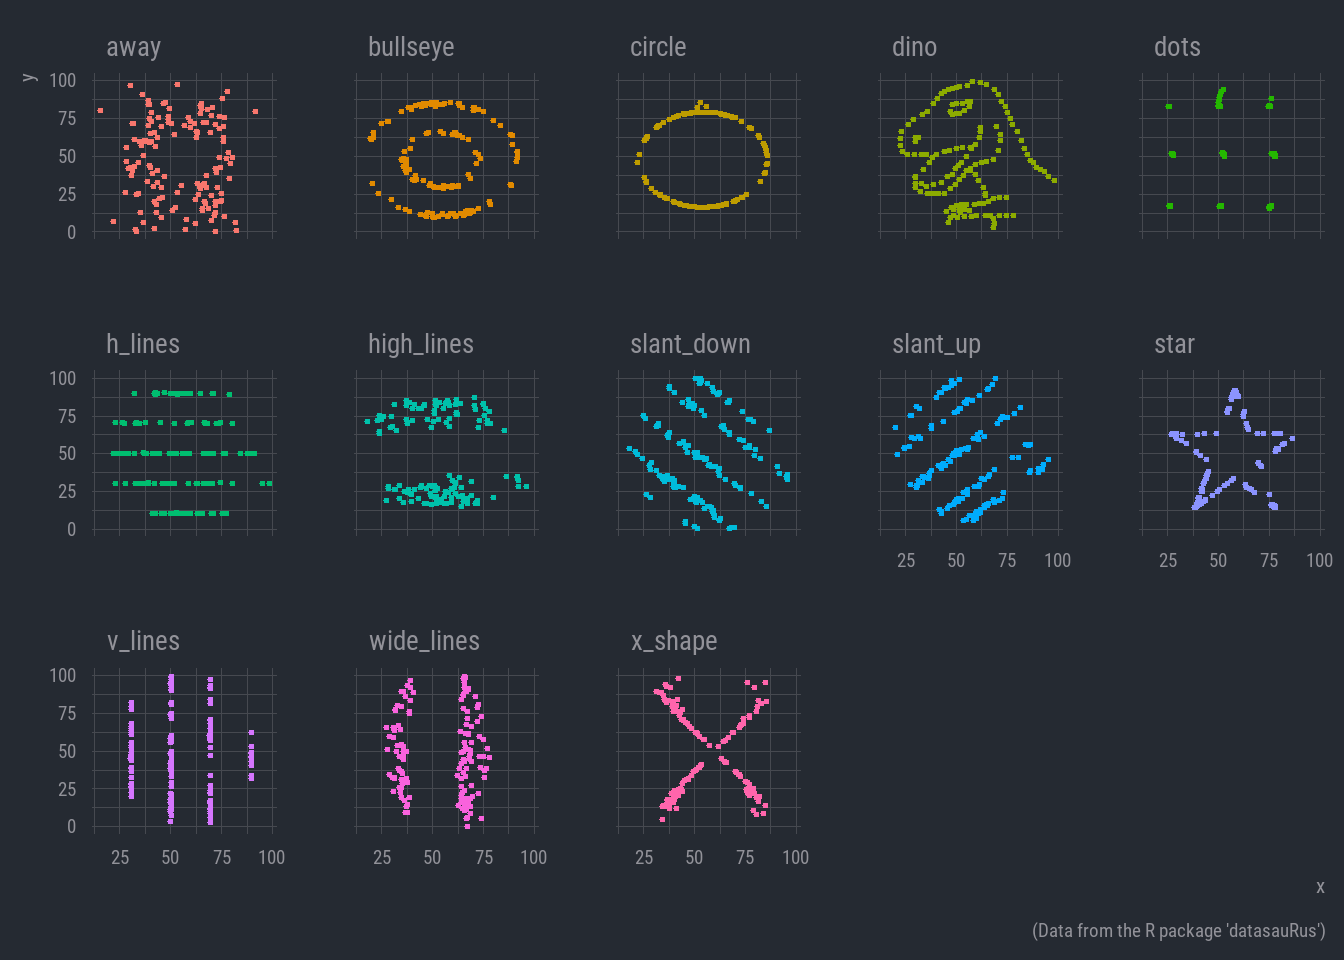 away bullseye circle dino dots
y
100
75
50
25
0
h_lines high_lines slant_down slant_up star
100
75
50
25
0
25 50 75 100 25 50 75 100
v_lines wide_lines x_shape
100
75
50
25
0
25 50 75 100 25 50 75 100 25 50 75 100
x
(Data from the R package 'datasauRus')